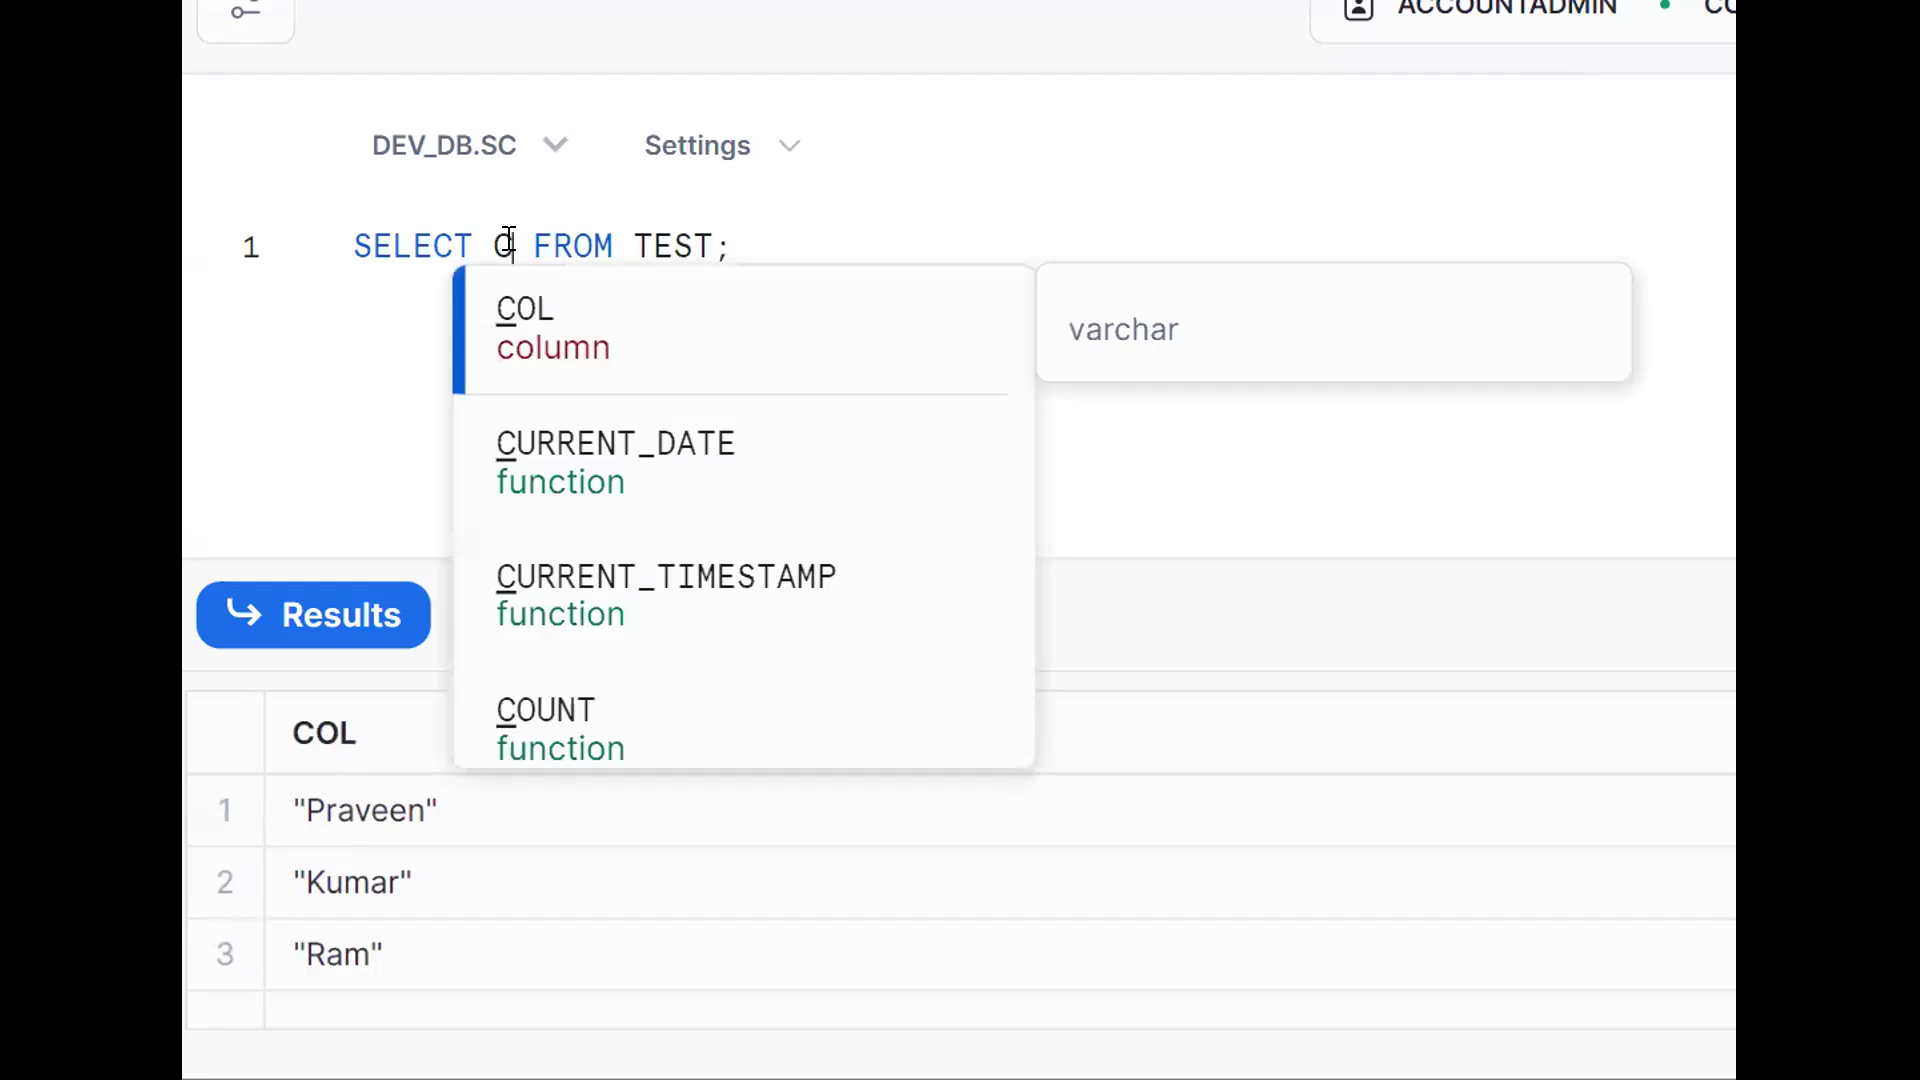 ACCOUNTADMIN
DEV_DB.SC Settings
1 SELECT C FROM TEST;
COL
column
varchar
CURRENT_DATE
function
CURRENT_TIMESTAMP
function
COUNT
function
Results
COL
1 "Praveen"
2 "Kumar"
3 "Ram"